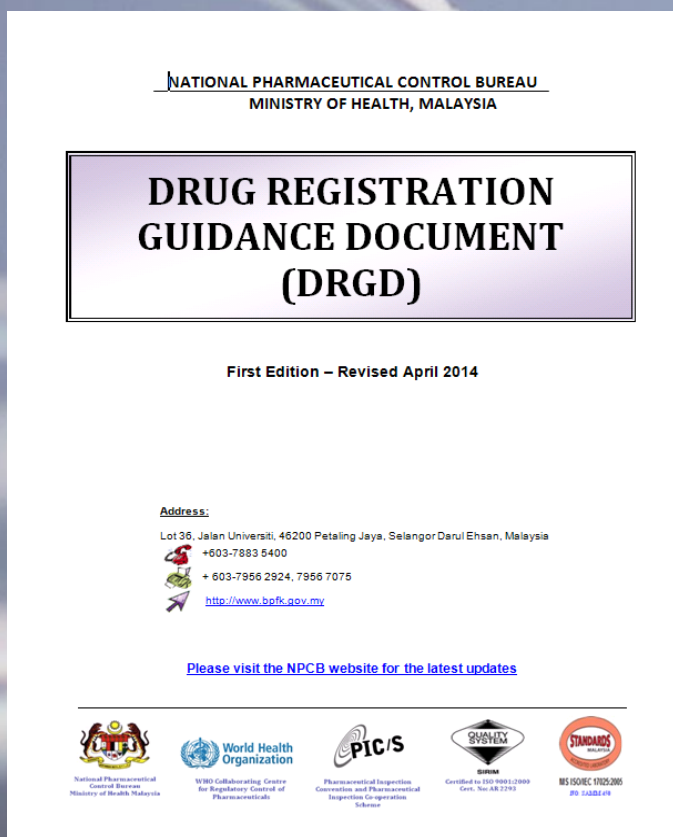 NATIONAL PHARMACEUTICAL CONTROL BUREAU
MINISTRY OF HEALTH, MALAYSIA
DRUG REGISTRATION
GUIDANCE DOCUMENT
(DRGD)
First Edition – Revised April 2014
Address:
Lot 36, Jalan Universiti, 46200 Petaling Jaya, Selangor Darul Ehsan, Malaysia
+603-7883 5400
+ 603-7956 2924, 7956 7075
http://www.bpfk.gov.my
Please visit the NPCB website for the latest updates
National Pharmaceutical
Control Bureau
Ministry of Health Malaysia
World Health
Organization
WHO Collaborating Centre
for Regulatory Control of
Pharmaceuticals
PIC/S
Pharmaceutical Inspection
Convention and Pharmaceutical
Inspection Co-operation
Scheme
QUALITY
SYSTEM
SIRIM
Certified to ISO 9001:2000
Cert. No: AR 2293
STANDARDS
MALAYSIA
MS ISO/IEC 17025:2005